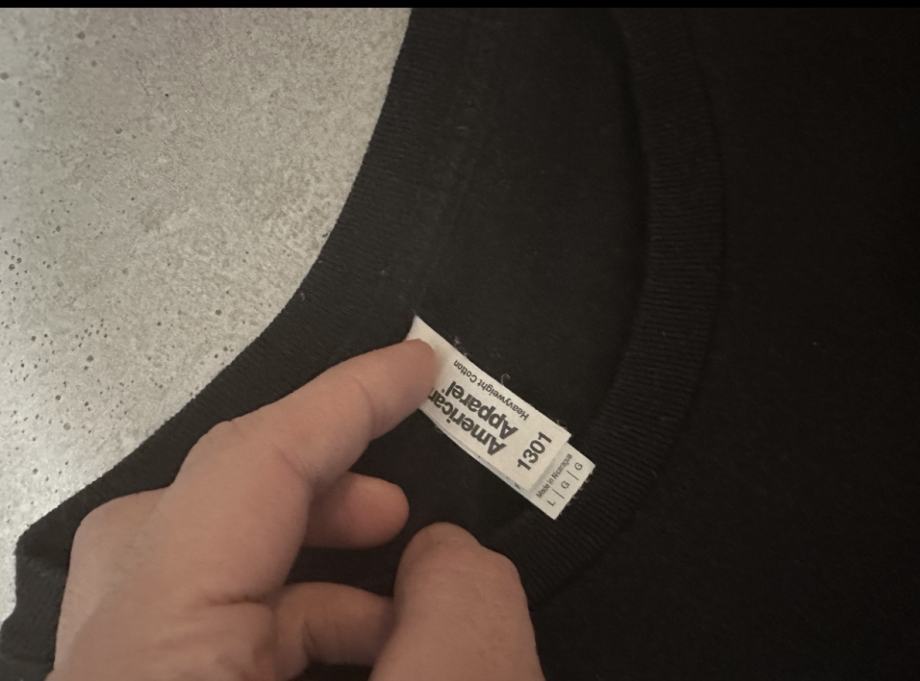 American
Apparel
Heavyweight Cotton
1301
Made in Nicaragua
L | G | G